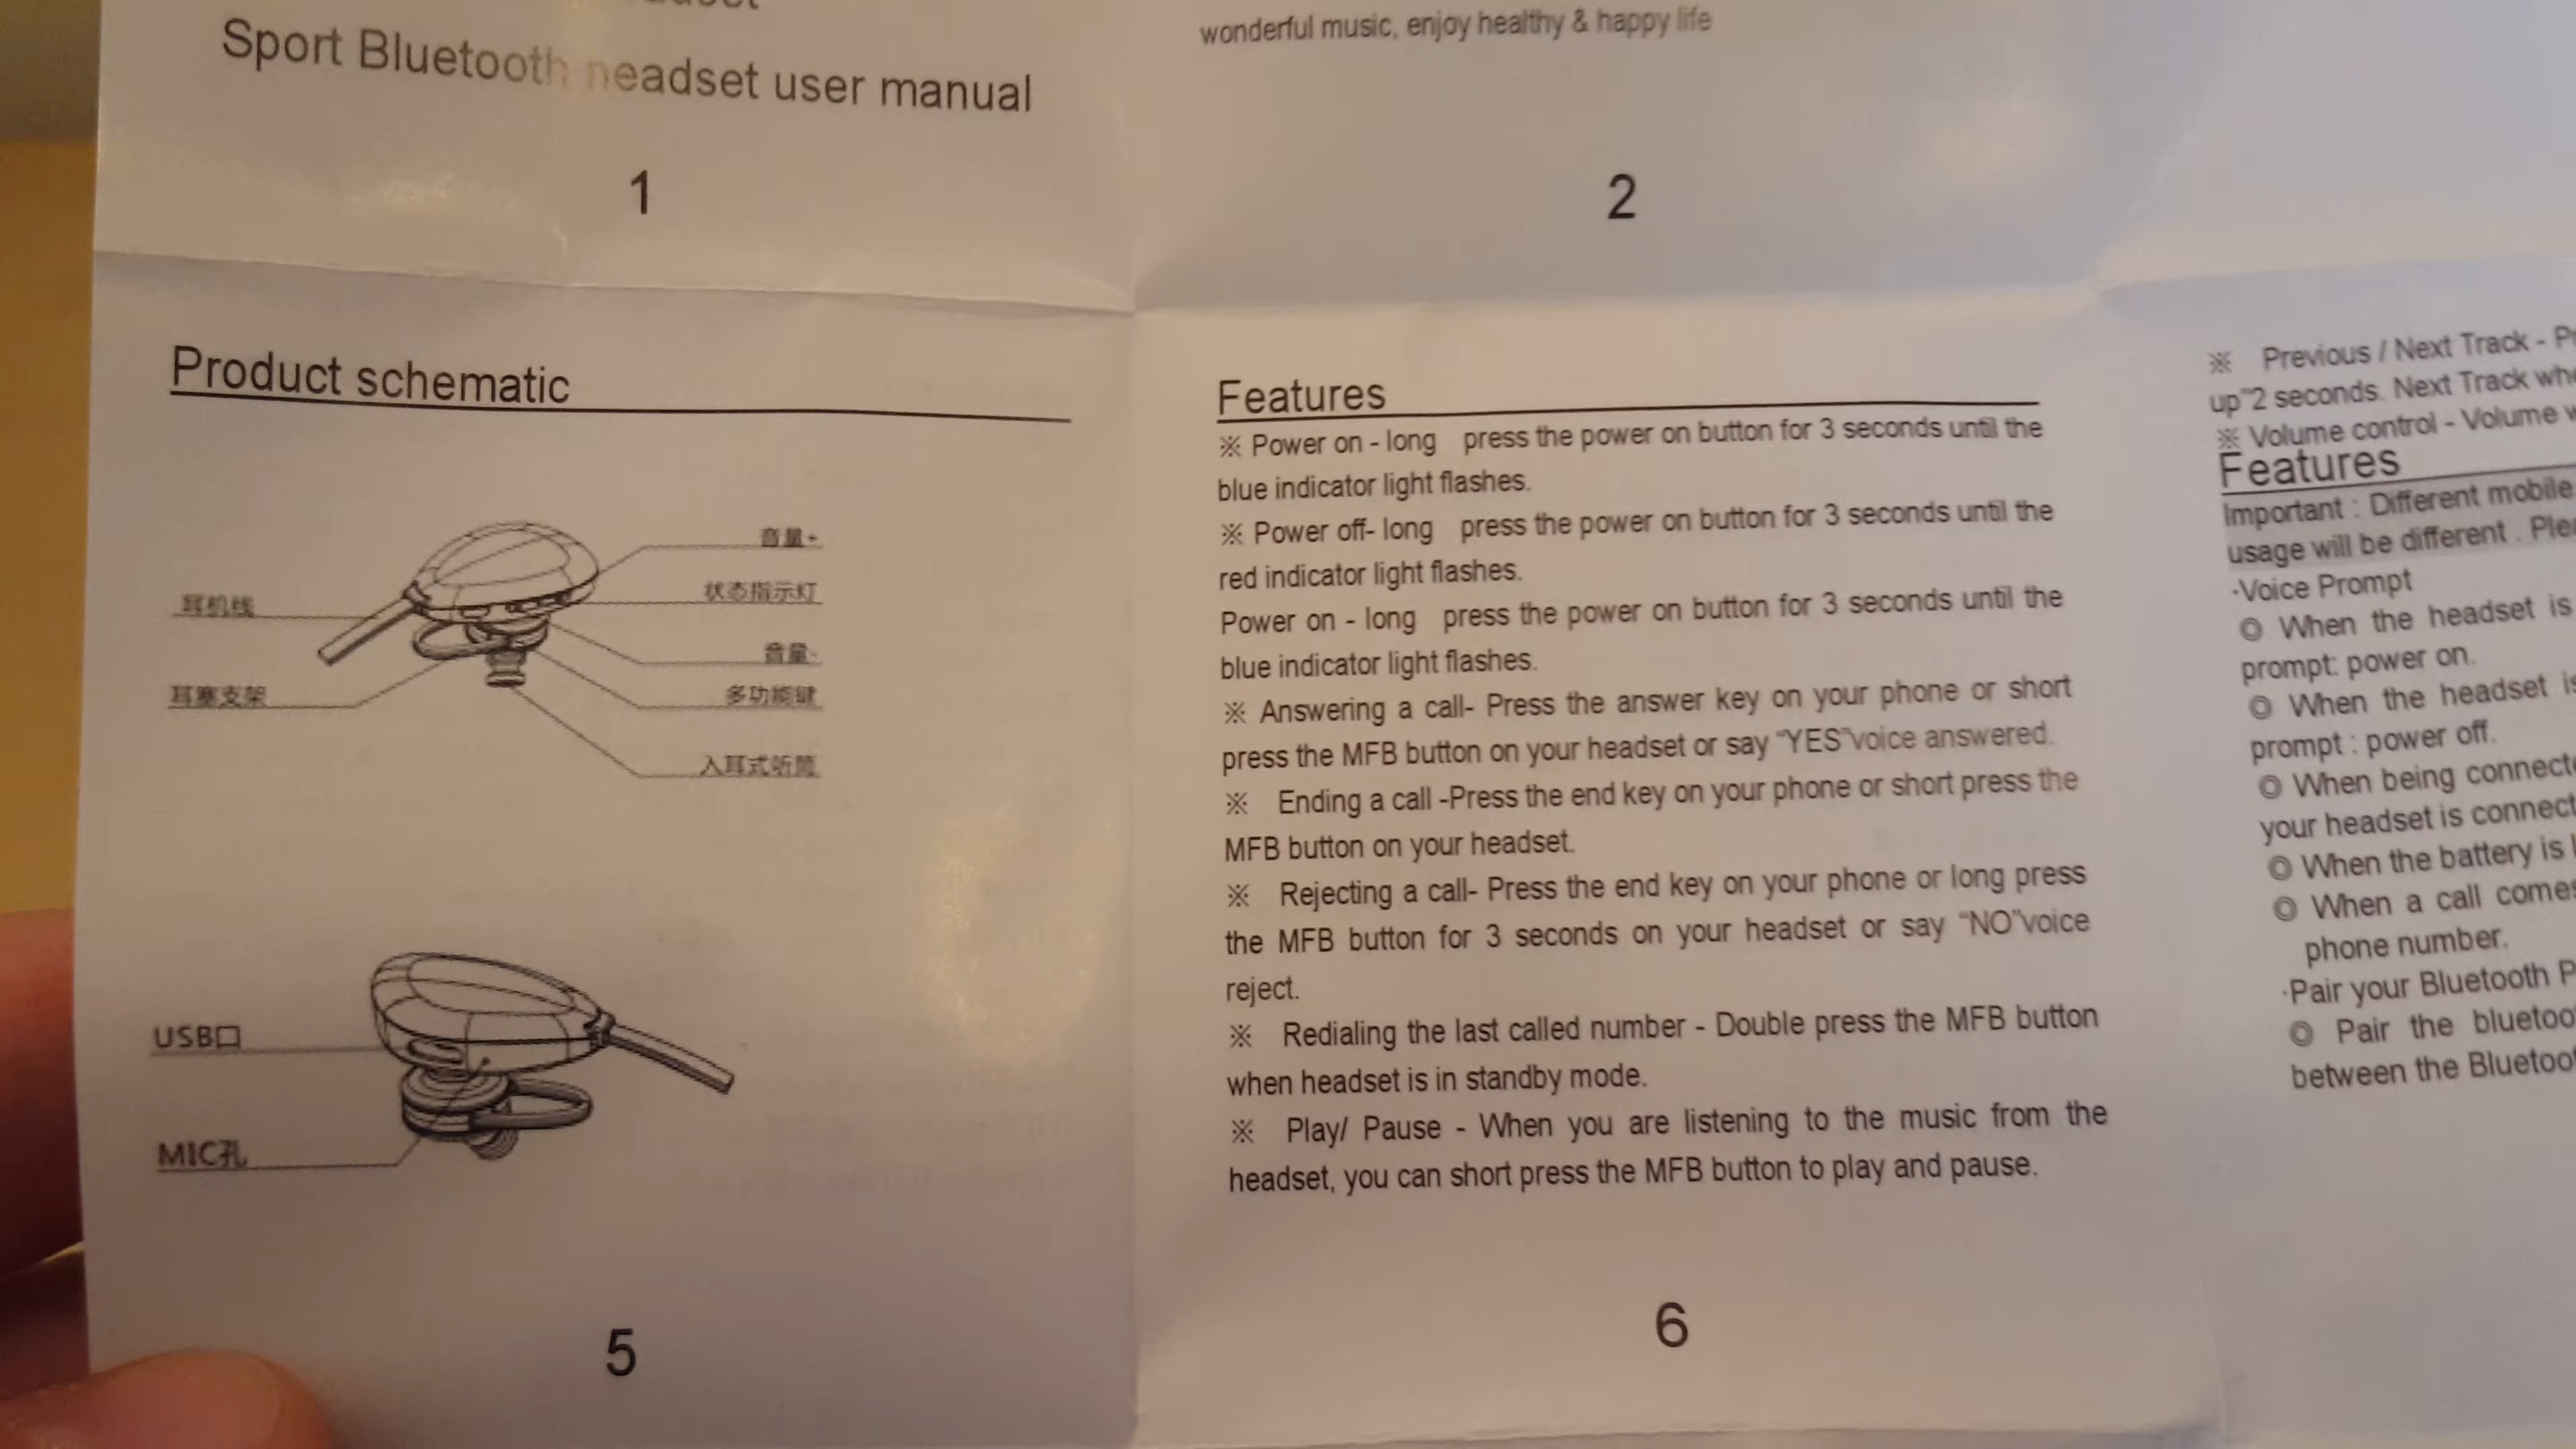 Sport Bluetooth headset user manual
1
wonderful music, enjoy healthy & happy life
2
Product schematic
音量+
状态指示灯
耳机线
音量-
耳塞支架
多功能键
入耳式听筒
USB口
MIC孔
5
Features
※ Power on - long press the power on button for 3 seconds until the
blue indicator light flashes.
※ Power off- long press the power on button for 3 seconds until the
red indicator light flashes.
Power on - long press the power on button for 3 seconds until the
blue indicator light flashes.
※ Answering a call- Press the answer key on your phone or short
press the MFB button on your headset or say “YES”voice answered.
※ Ending a call -Press the end key on your phone or short press the
MFB button on your headset.
※ Rejecting a call- Press the end key on your phone or long press
the MFB button for 3 seconds on your headset or say “NO”voice
reject.
※ Redialing the last called number - Double press the MFB button
when headset is in standby mode.
※ Play/ Pause - When you are listening to the music from the
headset, you can short press the MFB button to play and pause.
6
※ Previous / Next Track -
up”2 seconds. Next Track
※ Volume control - Volume
Features
Important : Different mobile
usage will be different .
·Voice Prompt
◎ When the headset is
prompt: power on.
◎ When the headset is
prompt : power off.
◎ When being
your headset is
◎ When the battery is
◎ When a call
phone number.
·Pair your Bluetooth
◎ Pair the
between the